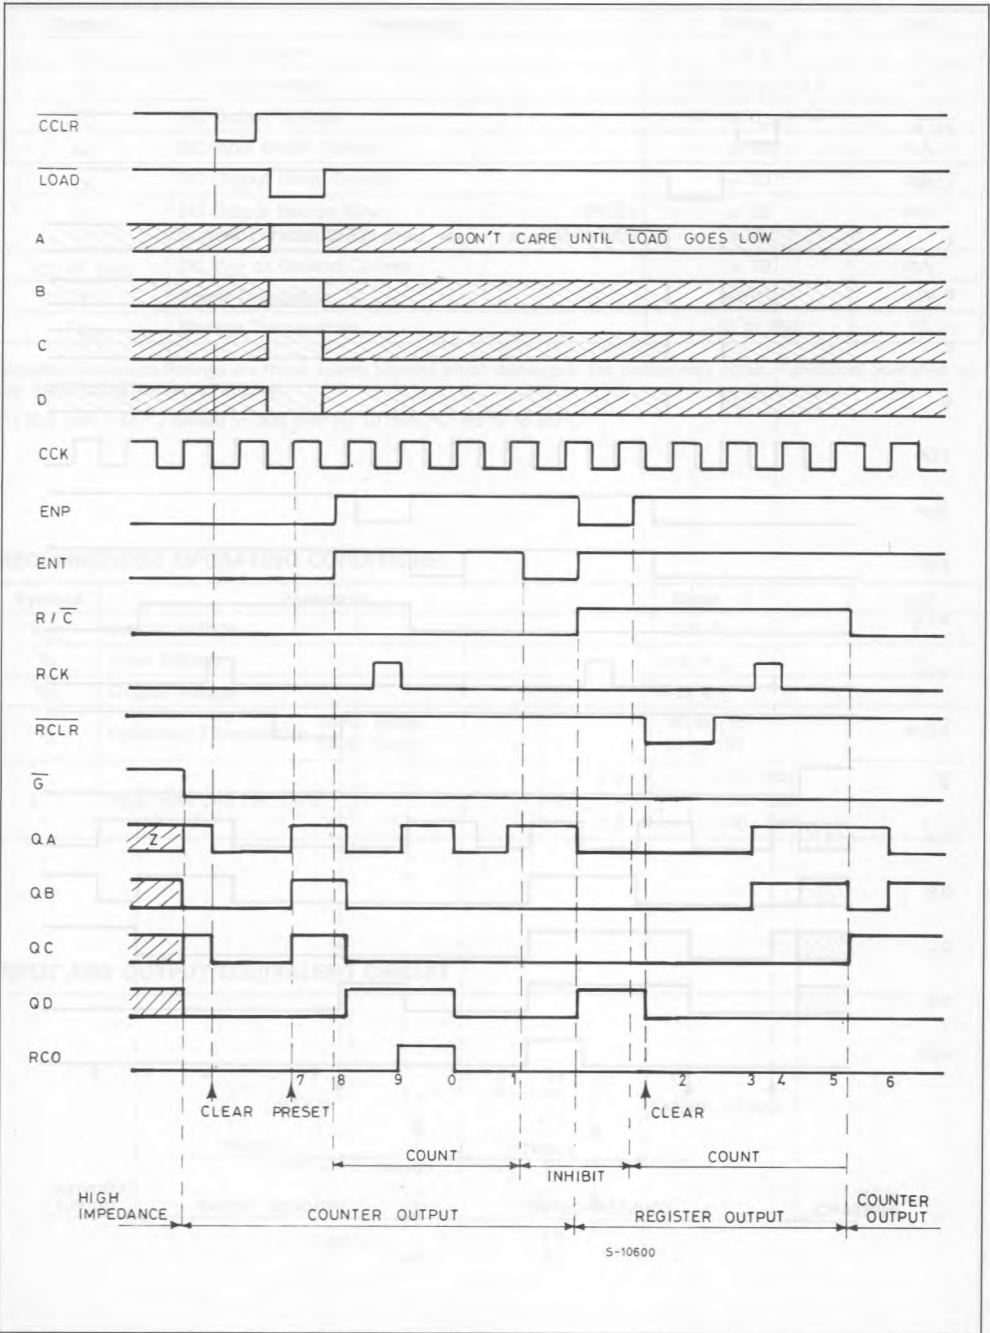 CCLR
LOAD
A DON'T CARE UNTIL LOAD GOES LOW
B
C
D
CCK
ENP
ENT
R/C
RCK
RCLR
G
QA Z
QB
QC
QD
RCO
7 8 9 0 1 2 3 4 5 6
CLEAR PRESET CLEAR
COUNT INHIBIT COUNT
HIGH IMPEDANCE COUNTER OUTPUT REGISTER OUTPUT COUNTER OUTPUT
S-10600